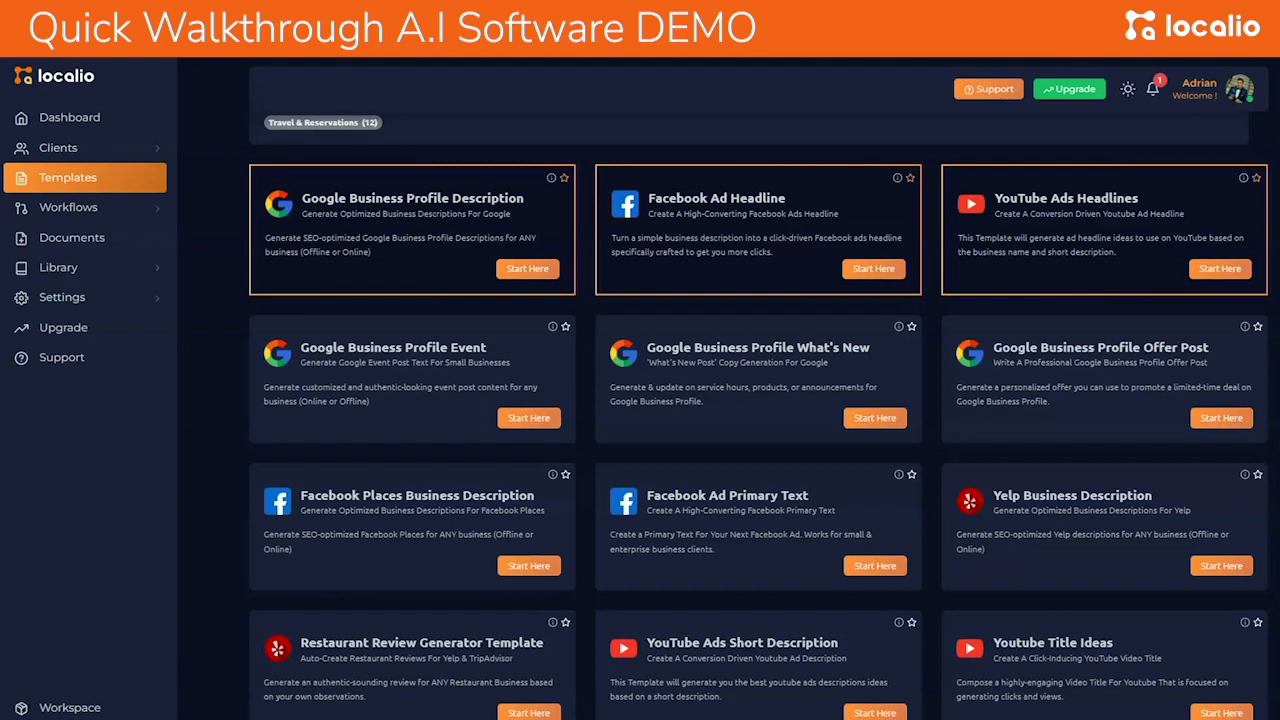 Quick Walkthrough A.I Software DEMO
localio
localio
Dashboard
Clients
Templates
Workflows
Documents
Library
Settings
Upgrade
Support
Workspace
Support
Upgrade
1
Adrian
Welcome !
Travel & Reservations (12)
Google Business Profile Description
Generate Optimized Business Descriptions For Google
Generate SEO-optimized Google Business Profile Descriptions for ANY
business (Offline or Online)
Start Here
Facebook Ad Headline
Create A High-Converting Facebook Ads Headline
Turn a simple business description into a click-driven Facebook ads headline
specifically crafted to get you more clicks.
Start Here
YouTube Ads Headlines
Create A Conversion Driven Youtube Ad Headline
This Template will generate ad headline ideas to use on YouTube based on
the business name and short description.
Start Here
Google Business Profile Event
Generate Google Event Post Text For Small Businesses
Generate customized and authentic-looking event post content for any
business (Online or Offline)
Start Here
Google Business Profile What's New
'What's New Post' Copy Generation For Google
Generate & update on service hours, products, or announcements for
Google Business Profile.
Start Here
Google Business Profile Offer Post
Write A Professional Google Business Profile Offer Post
Generate a personalized offer you can use to promote a limited-time deal on
Google Business Profile.
Start Here
Facebook Places Business Description
Generate Optimized Business Descriptions For Facebook Places
Generate SEO-optimized Facebook Places for ANY business (Offline or
Online)
Start Here
Facebook Ad Primary Text
Create A High-Converting Facebook Primary Text
Create a Primary Text For Your Next Facebook Ad. Works for small &
enterprise business clients.
Start Here
Yelp Business Description
Generate Optimized Business Descriptions For Yelp
Generate SEO-optimized Yelp descriptions for ANY business (Offline or
Online)
Start Here
Restaurant Review Generator Template
Auto-Create Restaurant Reviews For Yelp & TripAdvisor
Generate an authentic-sounding review for ANY Restaurant Business based
on your own observations.
Start Here
YouTube Ads Short Description
Create A Conversion Driven Youtube Ad Description
This Template will generate you the best youtube ads descriptions ideas
based on a short description.
Start Here
Youtube Title Ideas
Create A Click-Inducing YouTube Video Title
Compose a highly-engaging Video Title For Youtube That is focused on
generating clicks and views.
Start Here